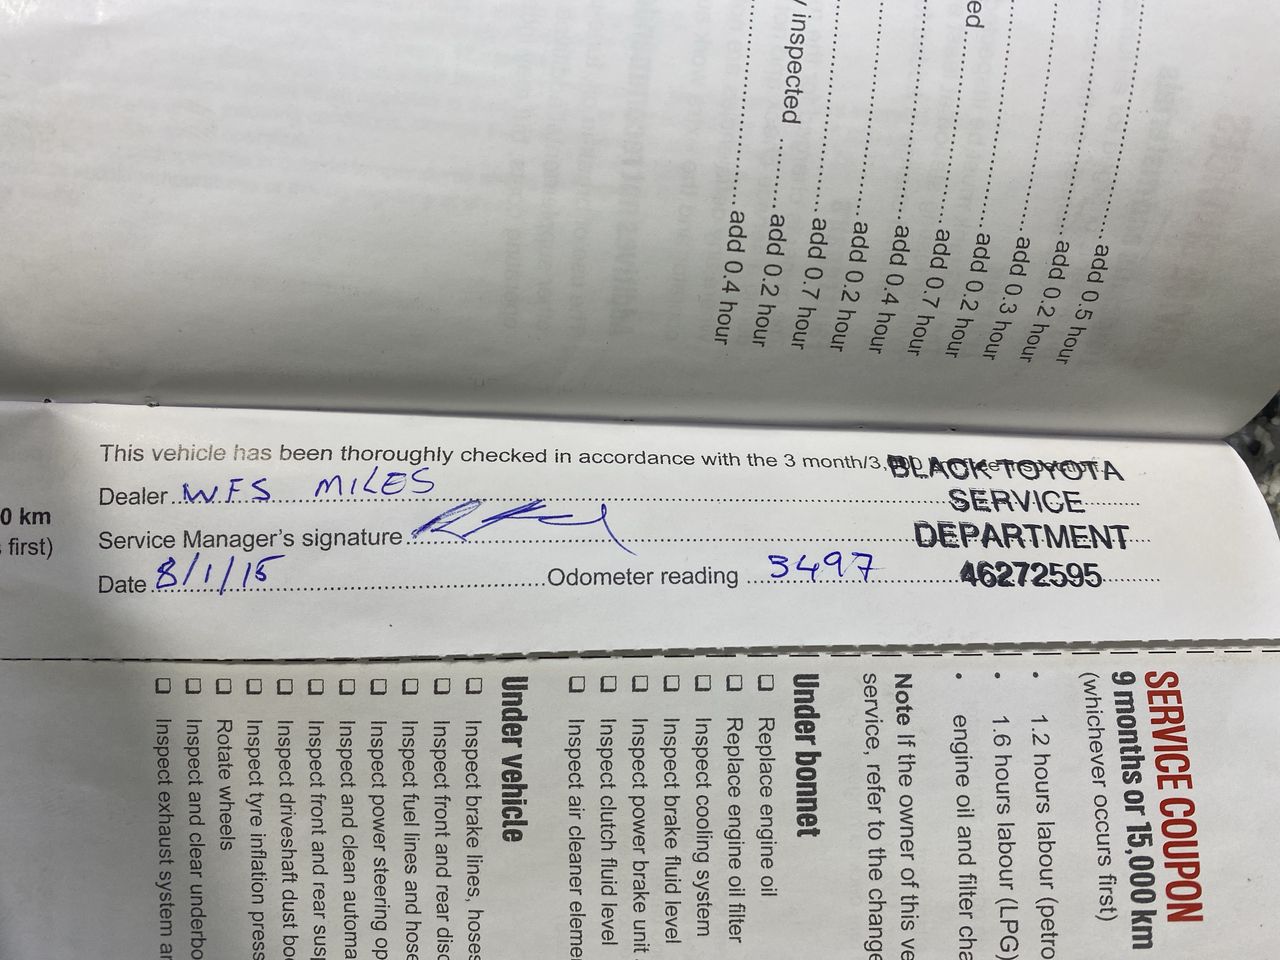 ed
y inspected ........ add 0.5 hour
add 0.2 hour
add 0.3 hour
add 0.2 hour
add 0.7 hour
add 0.4 hour
add 0.2 hour
add 0.7 hour
add 0.2 hour
add 0.4 hour
This vehicle has been thoroughly checked in accordance with the 3 month/3,
Dealer WFS MILES
BLACK TOYOTA
SERVICE
DEPARTMENT
46272595
Service Manager's signature
Date 8/1/15 Odometer reading 3497
0 km
first)
SERVICE COUPON
9 months or 15,000 km
(whichever occurs first)
• 1.2 hours labour (petro
• 1.6 hours labour (LPG)
• engine oil and filter cha
Note If the owner of this ve
service, refer to the change
Under bonnet
❏ Replace engine oil
❏ Replace engine oil filter
❏ Inspect cooling system
❏ Inspect brake fluid level
❏ Inspect power brake unit
❏ Inspect clutch fluid level
❏ Inspect air cleaner elemen
Under vehicle
❏ Inspect brake lines, hoses
❏ Inspect front and rear disc
❏ Inspect fuel lines and hose
❏ Inspect power steering op
❏ Inspect and clean automa
❏ Inspect front and rear susp
❏ Inspect driveshaft dust boo
❏ Inspect tyre inflation press
❏ Rotate wheels
❏ Inspect and clear underbo
❏ Inspect exhaust system an